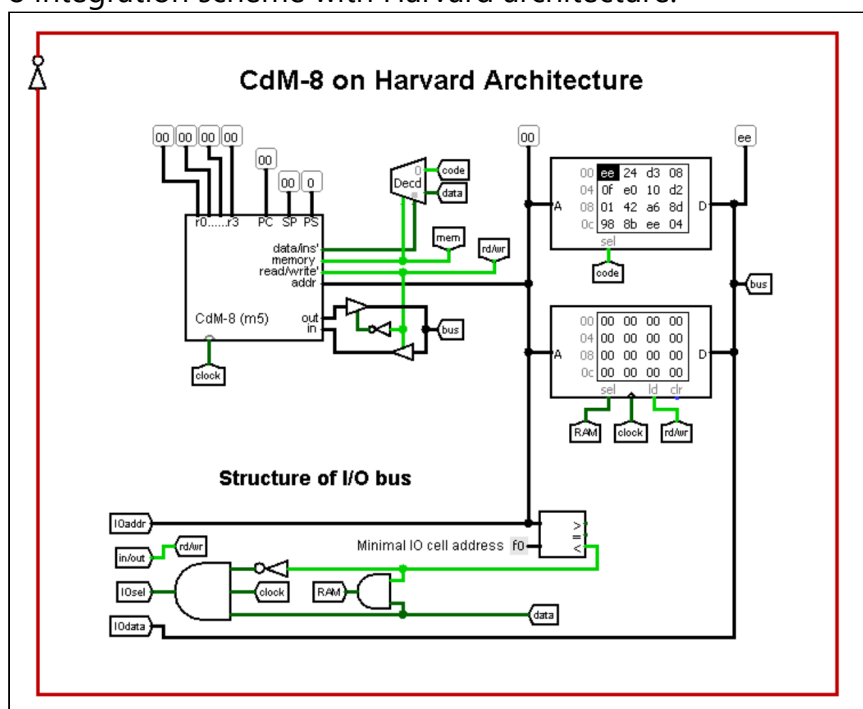 8 integration scheme with Harvard architecture.
CdM-8 on Harvard Architecture
00 00 00 00
00
00 0
00
ee
0
Decd
code
data
r0......r3 PC SP PS
mem
rd/wr
data/ins'
memory
read/write'
addr
CdM-8 (m5)
out
in
bus
clock
A
00 ee 24 d3 08
04 0f e0 10 d2
08 01 42 a6 8d
0c 98 8b ee 04
D
sel
code
bus
A
00 00 00 00 00
04 00 00 00 00
08 00 00 00 00
0c 00 00 00 00
D
sel ld clr
RAM
clock
rd/wr
Structure of I/O bus
IOaddr
in/out
rd/wr
IOsel
clock
RAM
IOdata
data
Minimal IO cell address f0
>
=
<